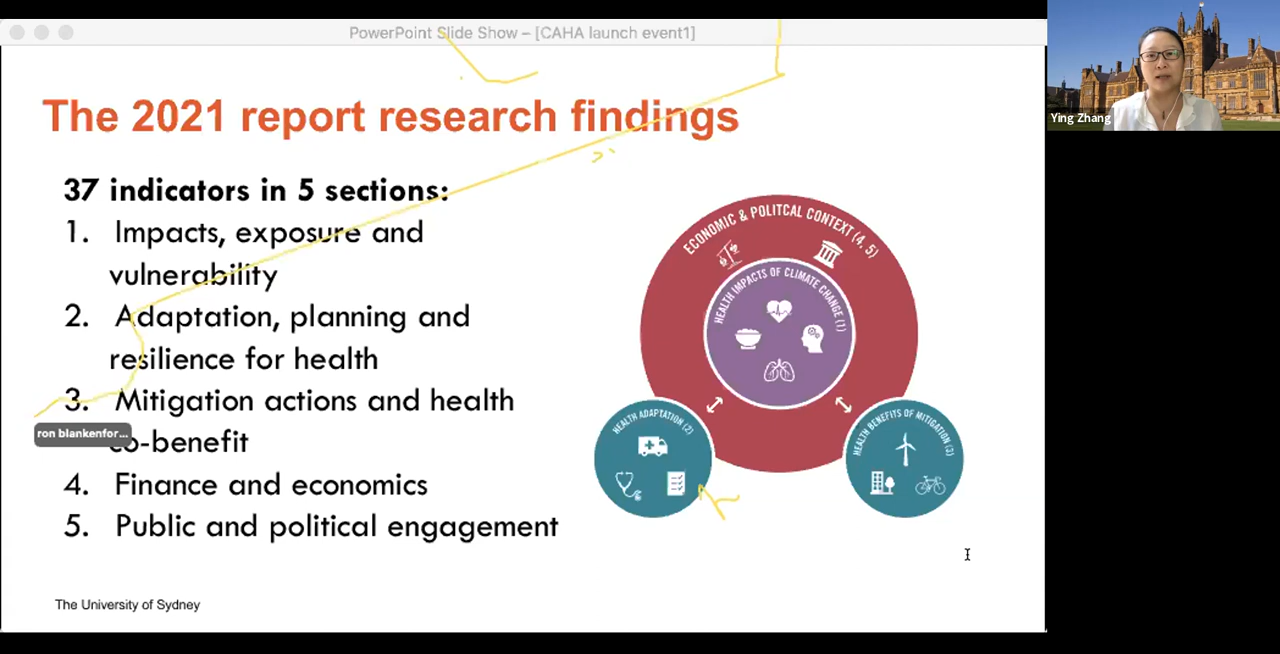 PowerPoint Slide Show – [CAHA launch event1]
The 2021 report research findings
37 indicators in 5 sections:
1. Impacts, exposure and
vulnerability
2. Adaptation, planning and
resilience for health
3. Mitigation actions and health
co-benefit
4. Finance and economics
5. Public and political engagement
ron blankenfor...
The University of Sydney
ECONOMIC & POLITCAL CONTEXT (4, 5)
HEALTH IMPACTS OF CLIMATE CHANGE (1)
HEALTH ADAPTATION (2)
HEALTH BENEFITS OF MITIGATION (3)
Ying Zhang